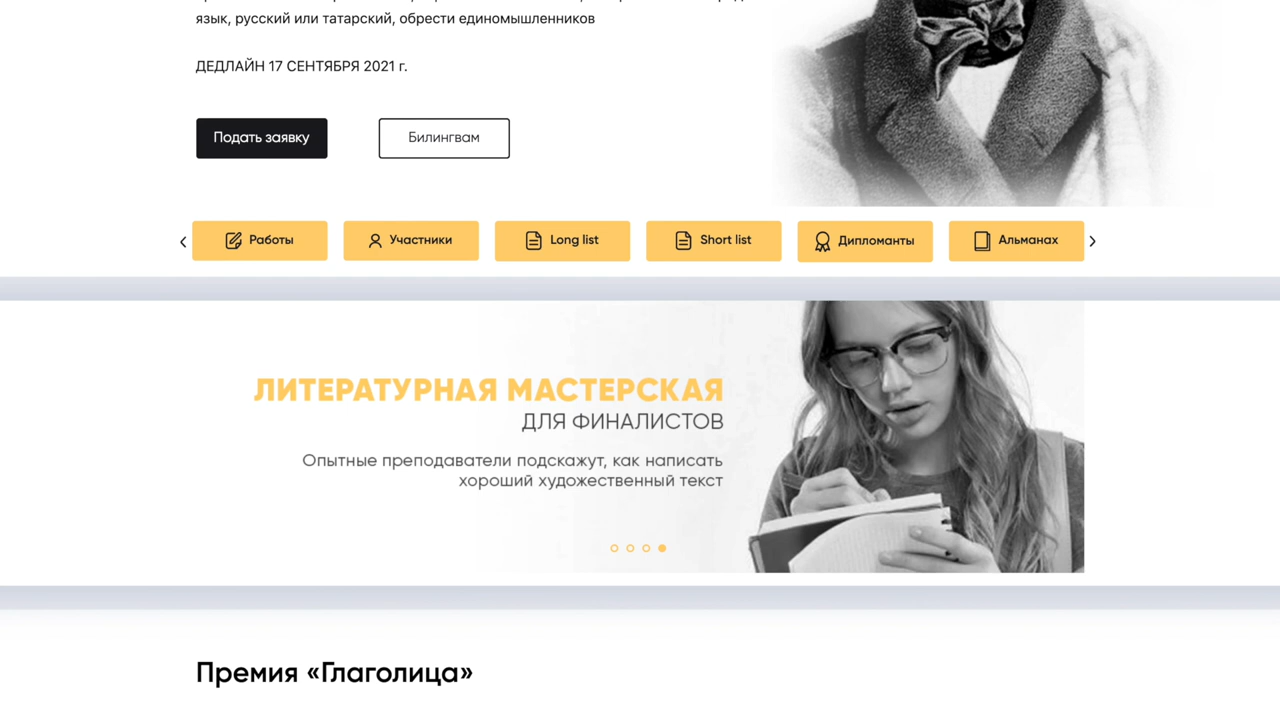 язык, русский или татарский, обрести единомышленников
ДЕДЛАЙН 17 СЕНТЯБРЯ 2021 г.
Подать заявку
Билингвам
Работы
Участники
Long list
Short list
Дипломанты
Альманах
ЛИТЕРАТУРНАЯ МАСТЕРСКАЯ
ДЛЯ ФИНАЛИСТОВ
Опытные преподаватели подскажут, как написать
хороший художественный текст
Премия «Глаголица»